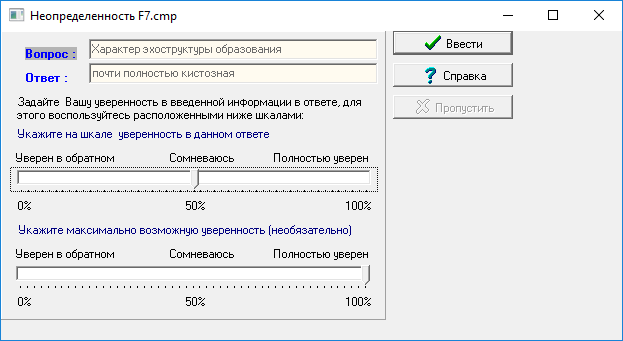 Неопределенность F7.cmp
Вопрос :
Характер эхоструктуры образования
Ответ :
почти полностью кистозная
Задайте Вашу уверенность в введенной информации в ответе, для
этого воспользуйтесь расположенными ниже шкалами:
Укажите на шкале уверенность в данном ответе
Уверен в обратном Сомневаюсь Полностью уверен
0% 50% 100%
Укажите максимально возможную уверенность (необязательно)
Уверен в обратном Сомневаюсь Полностью уверен
0% 50% 100%
Ввести
Справка
Пропустить